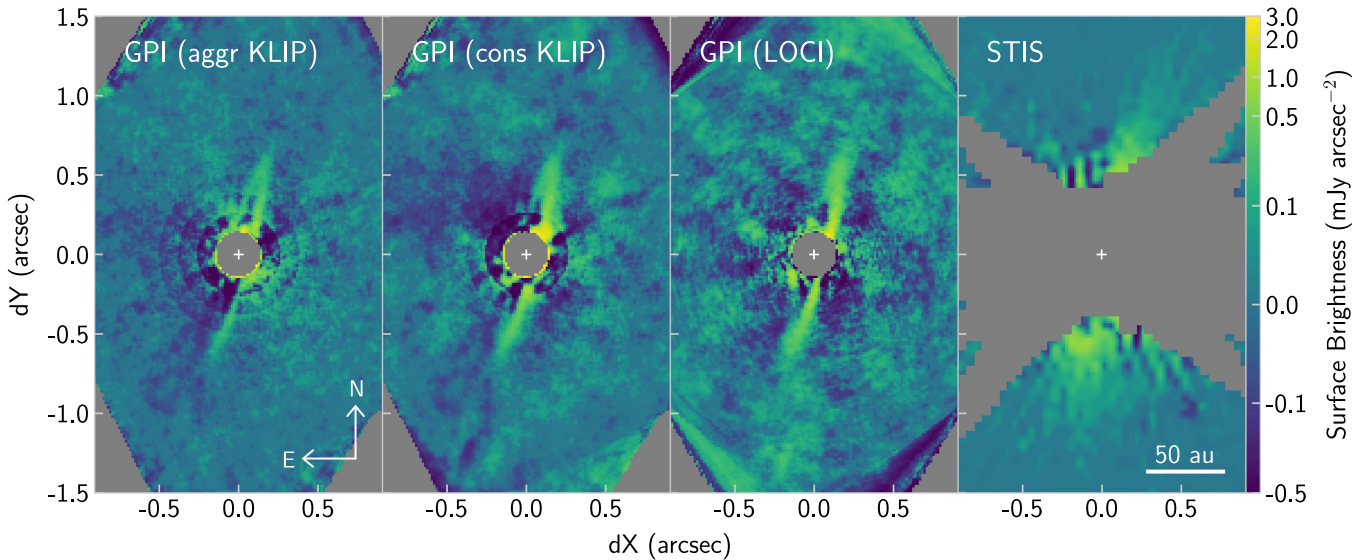 GPI (aggr KLIP)
GPI (cons KLIP)
GPI (LOCI)
STIS
1.5
1.0
0.5
0.0
-0.5
-1.0
-1.5
dY (arcsec)
N
E
50 au
-0.5 0.0 0.5
-0.5 0.0 0.5
-0.5 0.0 0.5
-0.5 0.0 0.5
dX (arcsec)
3.0
2.0
1.0
0.5
0.1
0.0
-0.1
-0.5
Surface Brightness (mJy arcsec⁻²)